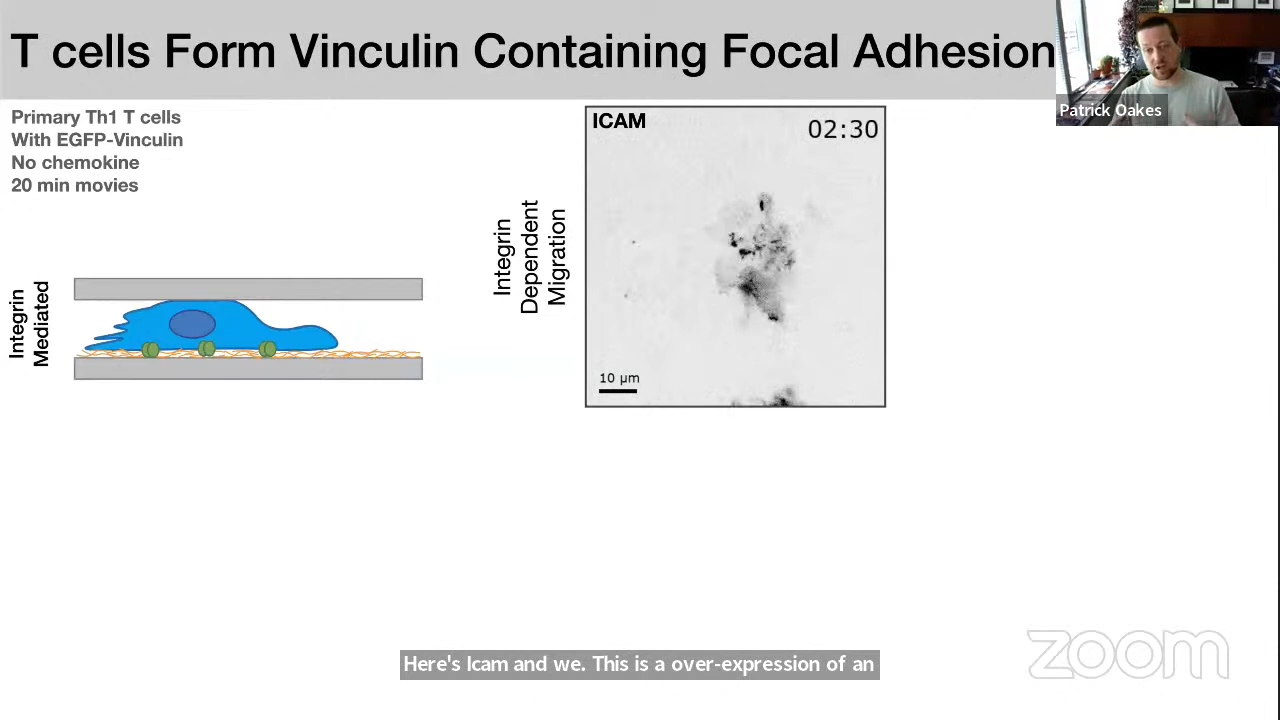 T cells Form Vinculin Containing Focal Adhesion
Patrick Oakes
Primary Th1 T cells
With EGFP-Vinculin
No chemokine
20 min movies
Integrin
Mediated
Integrin
Dependent
Migration
ICAM
02:30
10 µm
Here's Icam and we. This is a over-expression of an
zoom